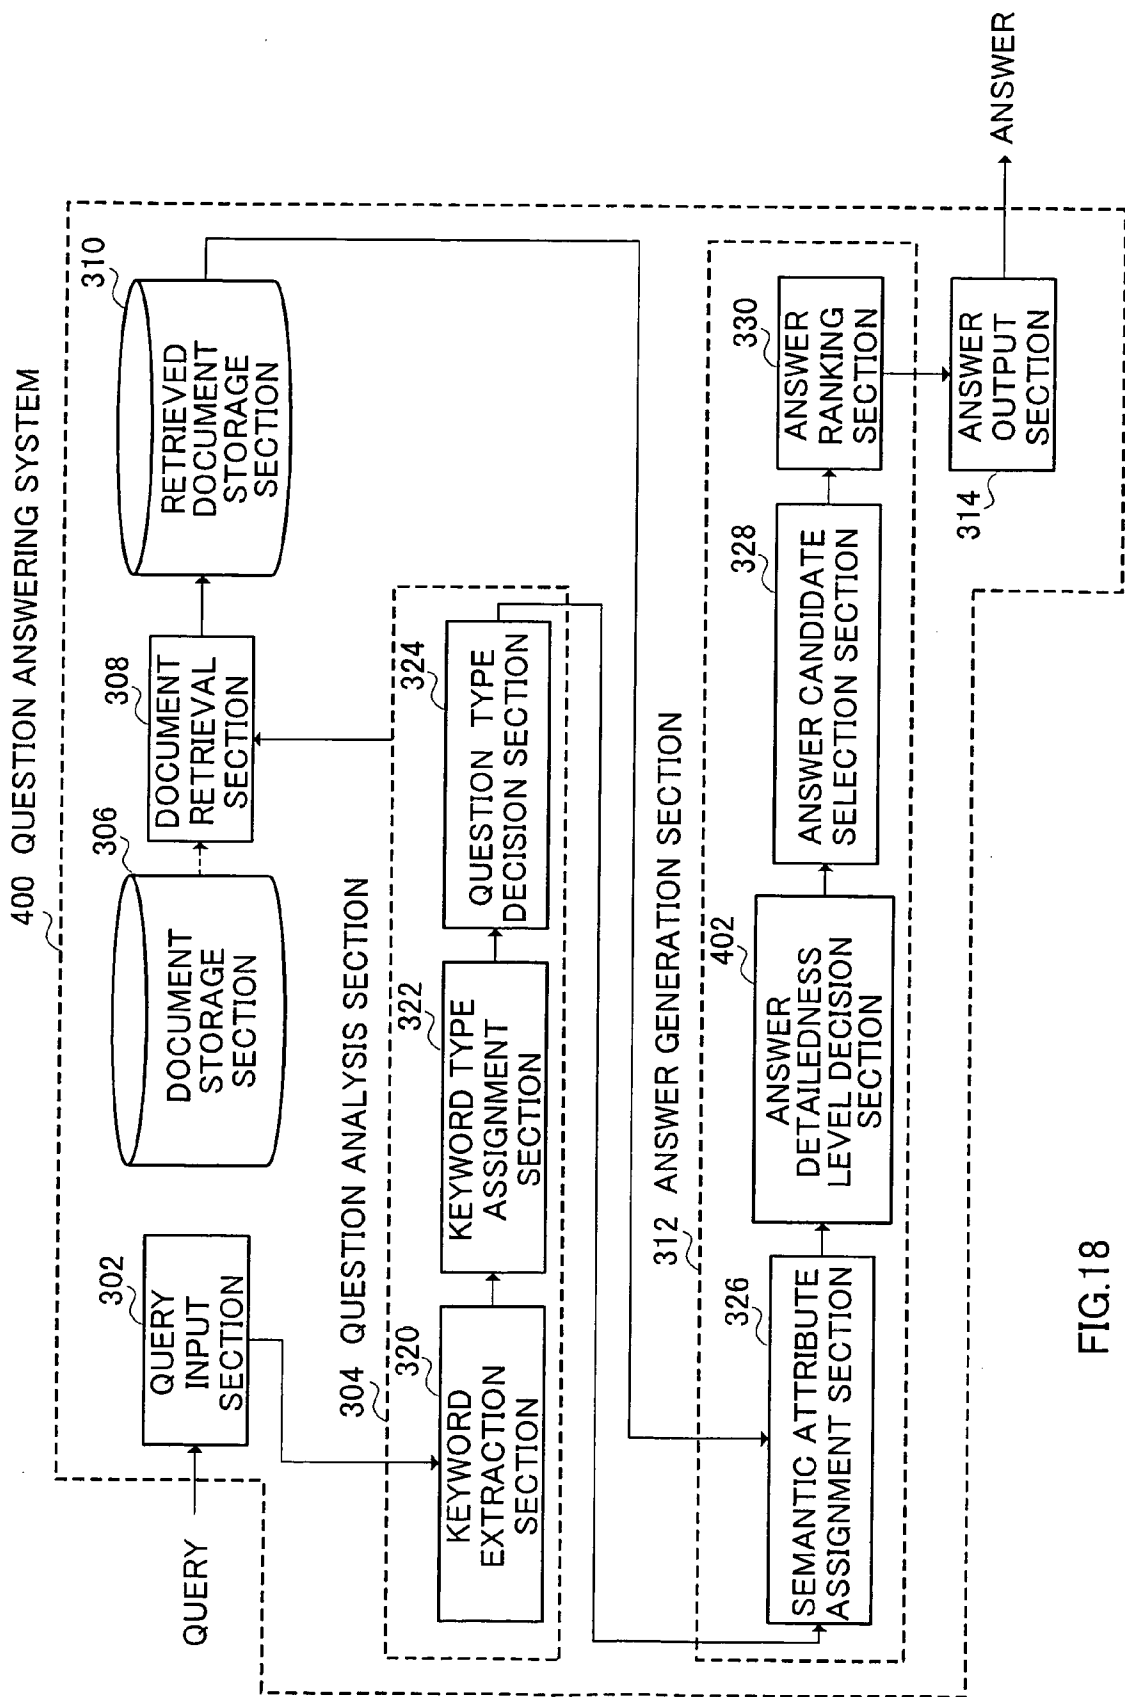 400 QUESTION ANSWERING SYSTEM
QUERY
302
QUERY
INPUT
SECTION
306
DOCUMENT
STORAGE
SECTION
308
DOCUMENT
RETRIEVAL
SECTION
310
RETRIEVED
DOCUMENT
STORAGE
SECTION
304 QUESTION ANALYSIS SECTION
320
KEYWORD
EXTRACTION
SECTION
322
KEYWORD TYPE
ASSIGNMENT
SECTION
324
QUESTION TYPE
DECISION SECTION
312 ANSWER GENERATION SECTION
326
SEMANTIC ATTRIBUTE
ASSIGNMENT SECTION
402
ANSWER
DETAILEDNESS
LEVEL DECISION
SECTION
328
ANSWER CANDIDATE
SELECTION SECTION
330
ANSWER
RANKING
SECTION
314
ANSWER
OUTPUT
SECTION
ANSWER
FIG.18